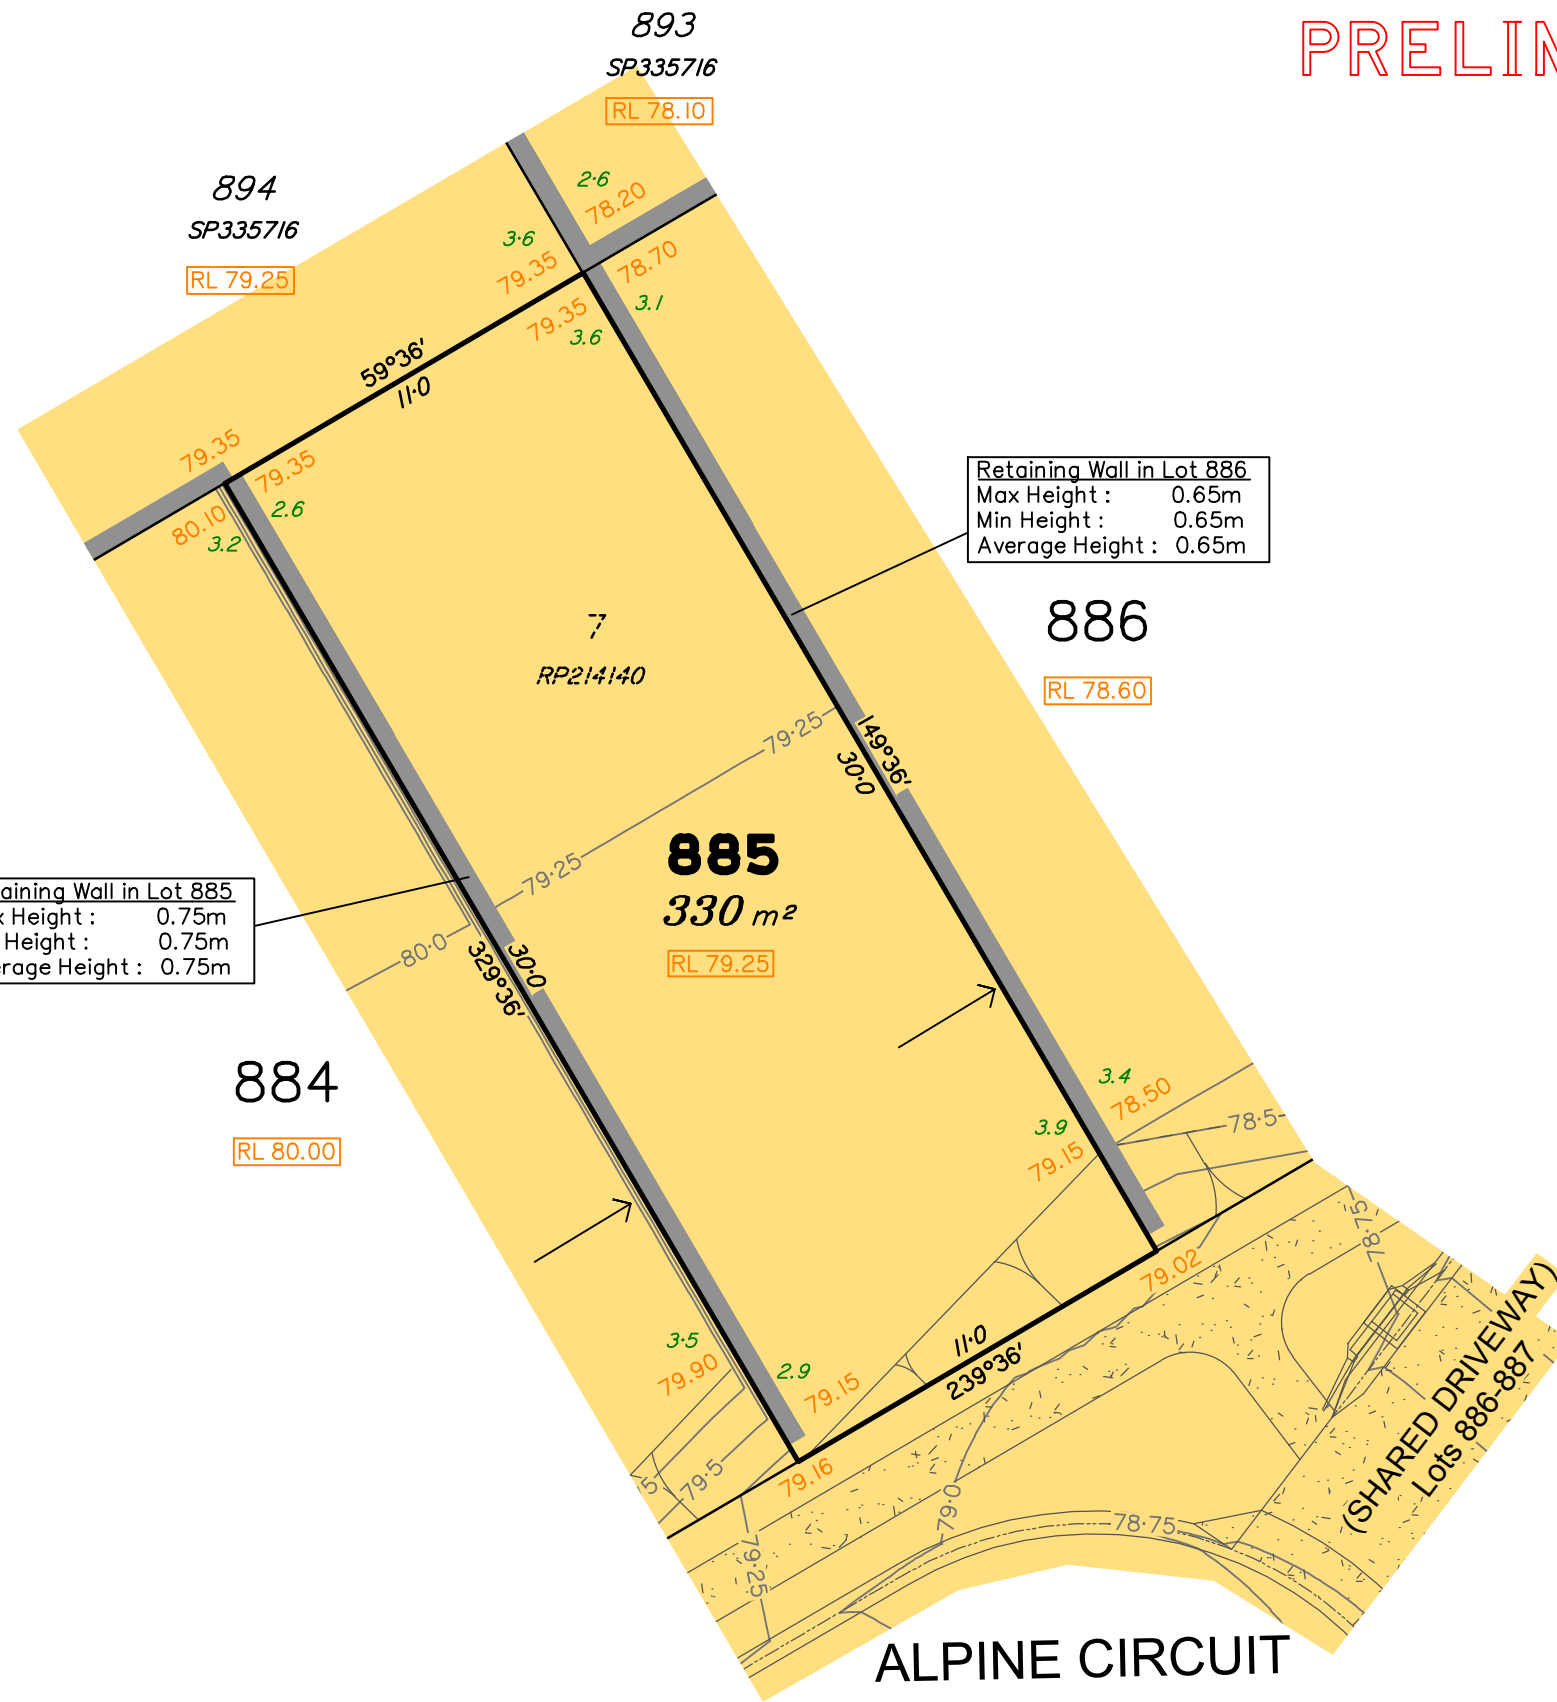 893
SP335716
RL 78.10
PRELIM
894
SP335716
RL 79.25
2·6
78.20
3·6
79.35
78.70
3.1
79.35
3.6
59°36'
11·0
79.35
79.35
2.6
80.10
3.2
Retaining Wall in Lot 886
Max Height : 0.65m
Min Height : 0.65m
Average Height : 0.65m
886
RL 78.60
7
RP214140
79·25
149°36'
30·0
79·25
885
330 m²
RL 79.25
aining Wall in Lot 885
x Height : 0.75m
Height : 0.75m
erage Height : 0.75m
80·0
30·0
329°36'
884
RL 80.00
3.4
78.50
3.9
79.15
78·5
78·75
79.02
11·0
239°36'
3·5
79.90
2.9
79.15
79.16
5
79·5
79·25
79·0
78·75
(SHARED DRIVEWAY)
Lots 886-887
ALPINE CIRCUIT